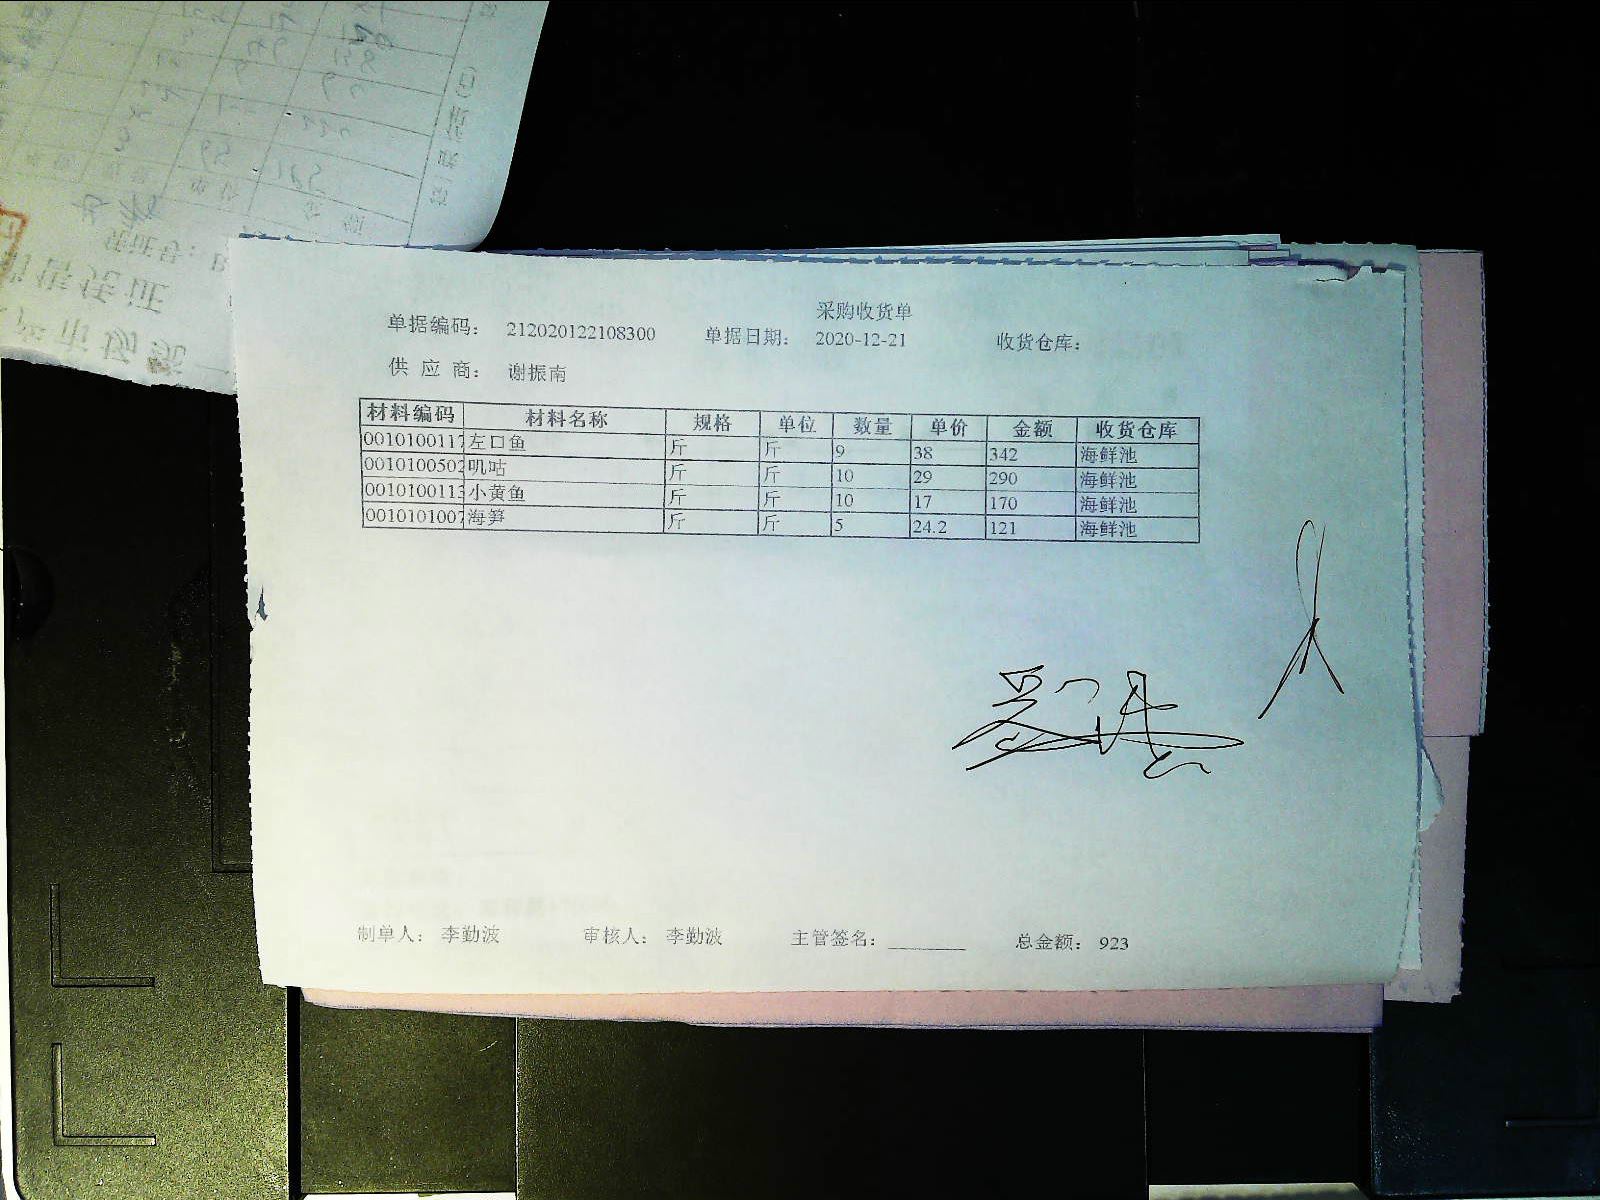 采购收货单
单据编码： 212020122108300 单据日期： 2020-12-21 收货仓库：
供 应 商： 谢振南
材料编码 材料名称 规格 单位 数量 单价 金额 收货仓库
0010100117 左口鱼 斤 斤 9 38 342 海鲜池
0010100502 叽咕 斤 斤 10 29 290 海鲜池
0010100113 小黄鱼 斤 斤 10 17 170 海鲜池
0010101007 海笋 斤 斤 5 24.2 121 海鲜池
制单人： 李勤波 审核人： 李勤波 主管签名： 总金额： 923